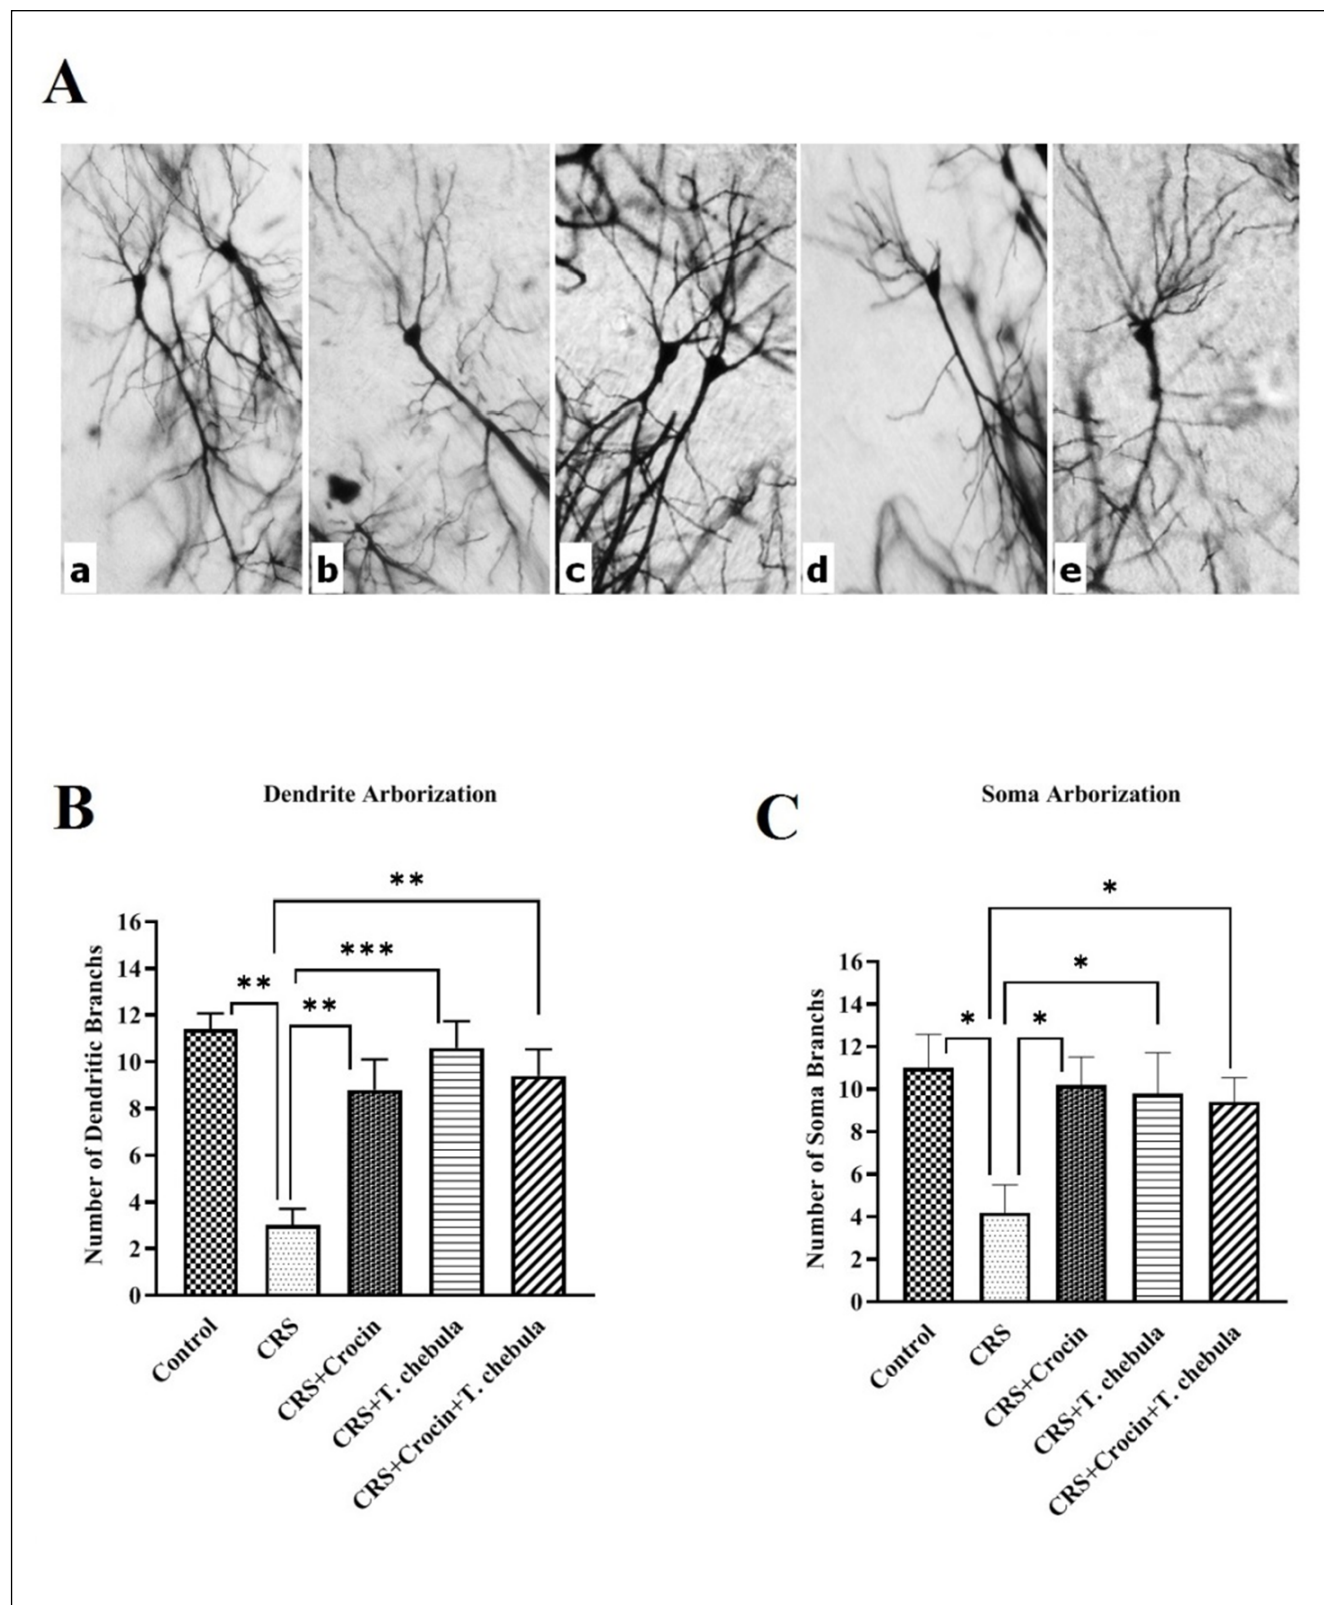 A
a b c d e
B
Dendrite Arborization
**
***
**
**
Number of Dendritic Branchs
16
14
12
10
8
6
4
2
0
Control
CRS
CRS+Crocin
CRS+T. chebula
CRS+Crocin+T. chebula
C
Soma Arborization
*
*
*
*
Number of Soma Branchs
16
14
12
10
8
6
4
2
0
Control
CRS
CRS+Crocin
CRS+T. chebula
CRS+Crocin+T. chebula